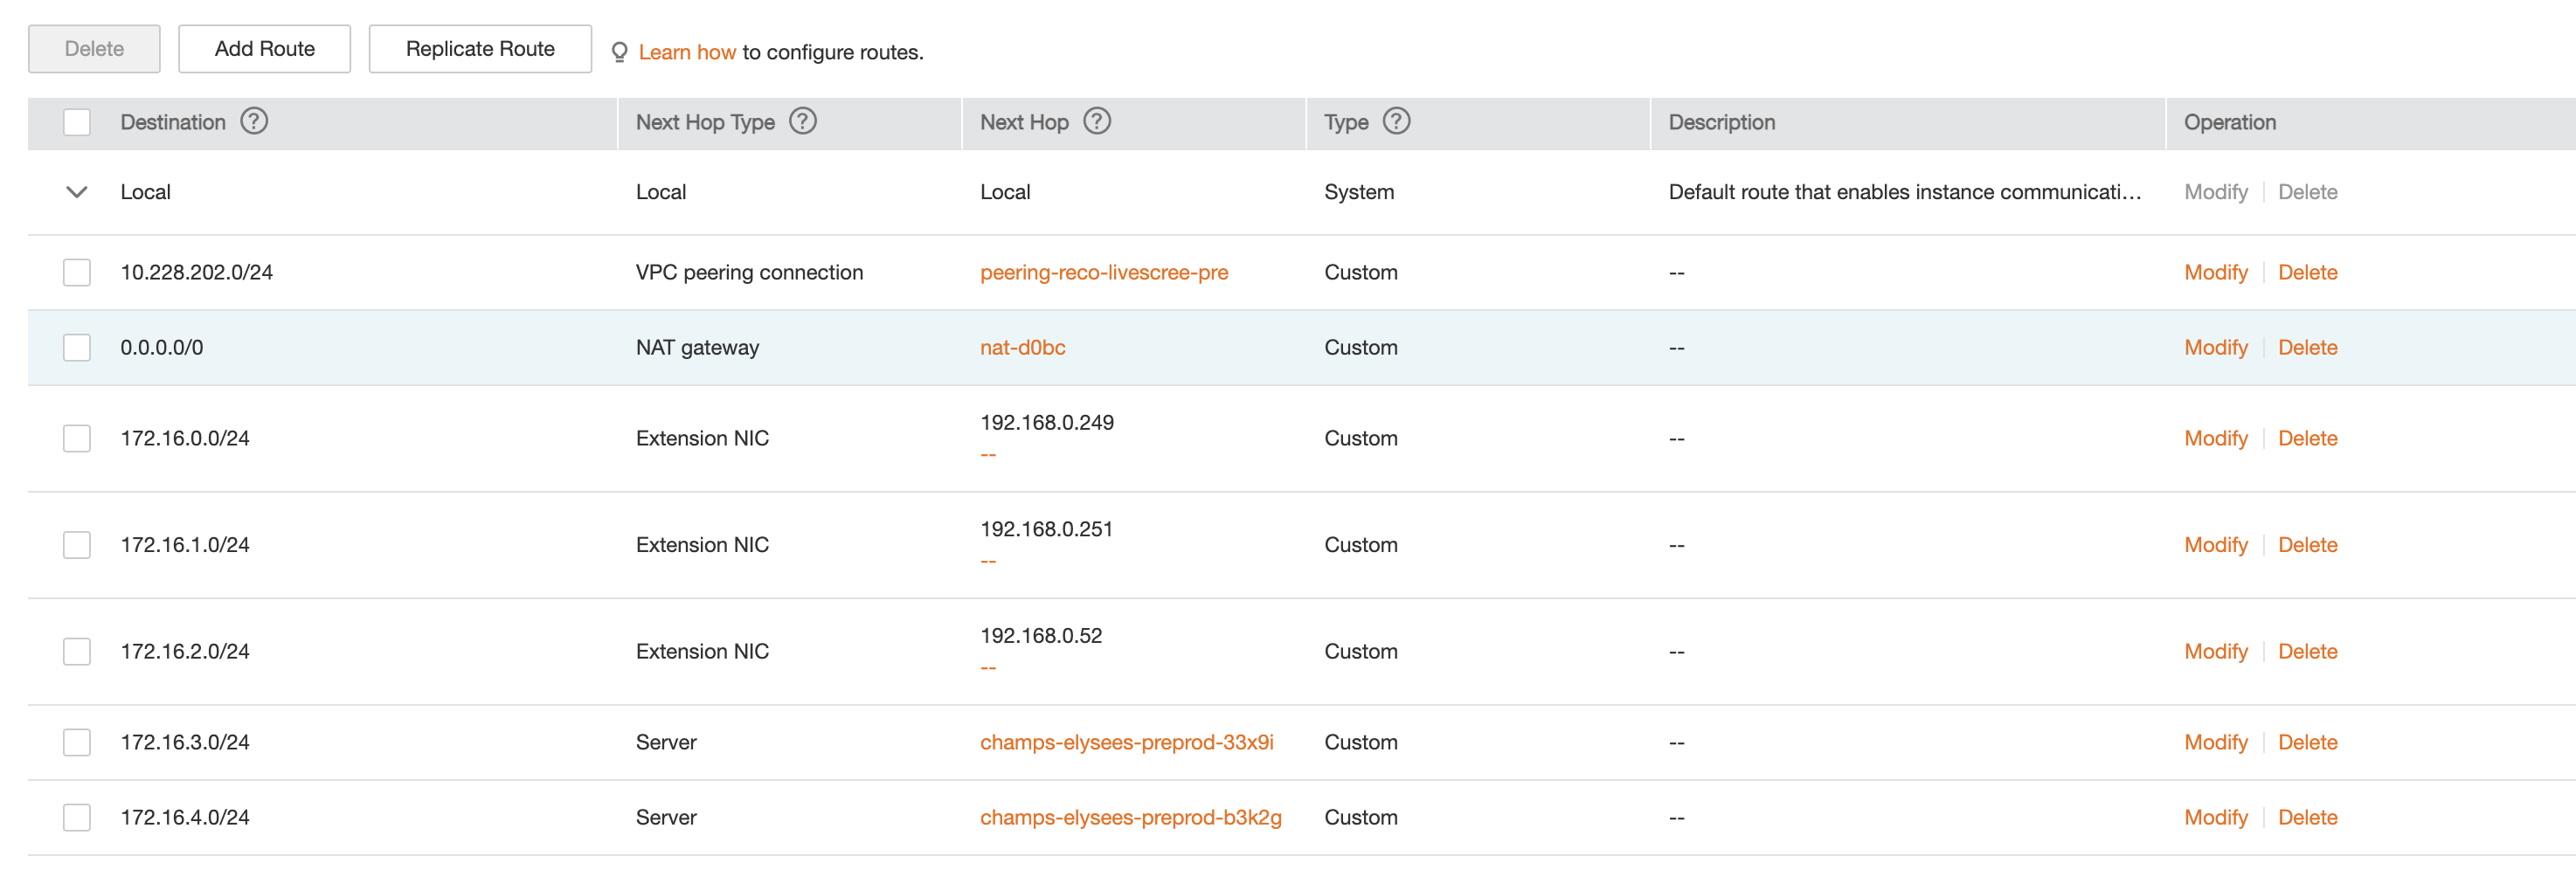 Delete Add Route Replicate Route Learn how to configure routes.
Destination ? Next Hop Type ? Next Hop ? Type ? Description Operation
Local Local Local System Default route that enables instance communicati... Modify Delete
10.228.202.0/24 VPC peering connection peering-reco-livescree-pre Custom -- Modify Delete
0.0.0.0/0 NAT gateway nat-d0bc Custom -- Modify Delete
172.16.0.0/24 Extension NIC 192.168.0.249 Custom -- Modify Delete
--
172.16.1.0/24 Extension NIC 192.168.0.251 Custom -- Modify Delete
--
172.16.2.0/24 Extension NIC 192.168.0.52 Custom -- Modify Delete
--
172.16.3.0/24 Server champs-elysees-preprod-33x9i Custom -- Modify Delete
172.16.4.0/24 Server champs-elysees-preprod-b3k2g Custom -- Modify Delete